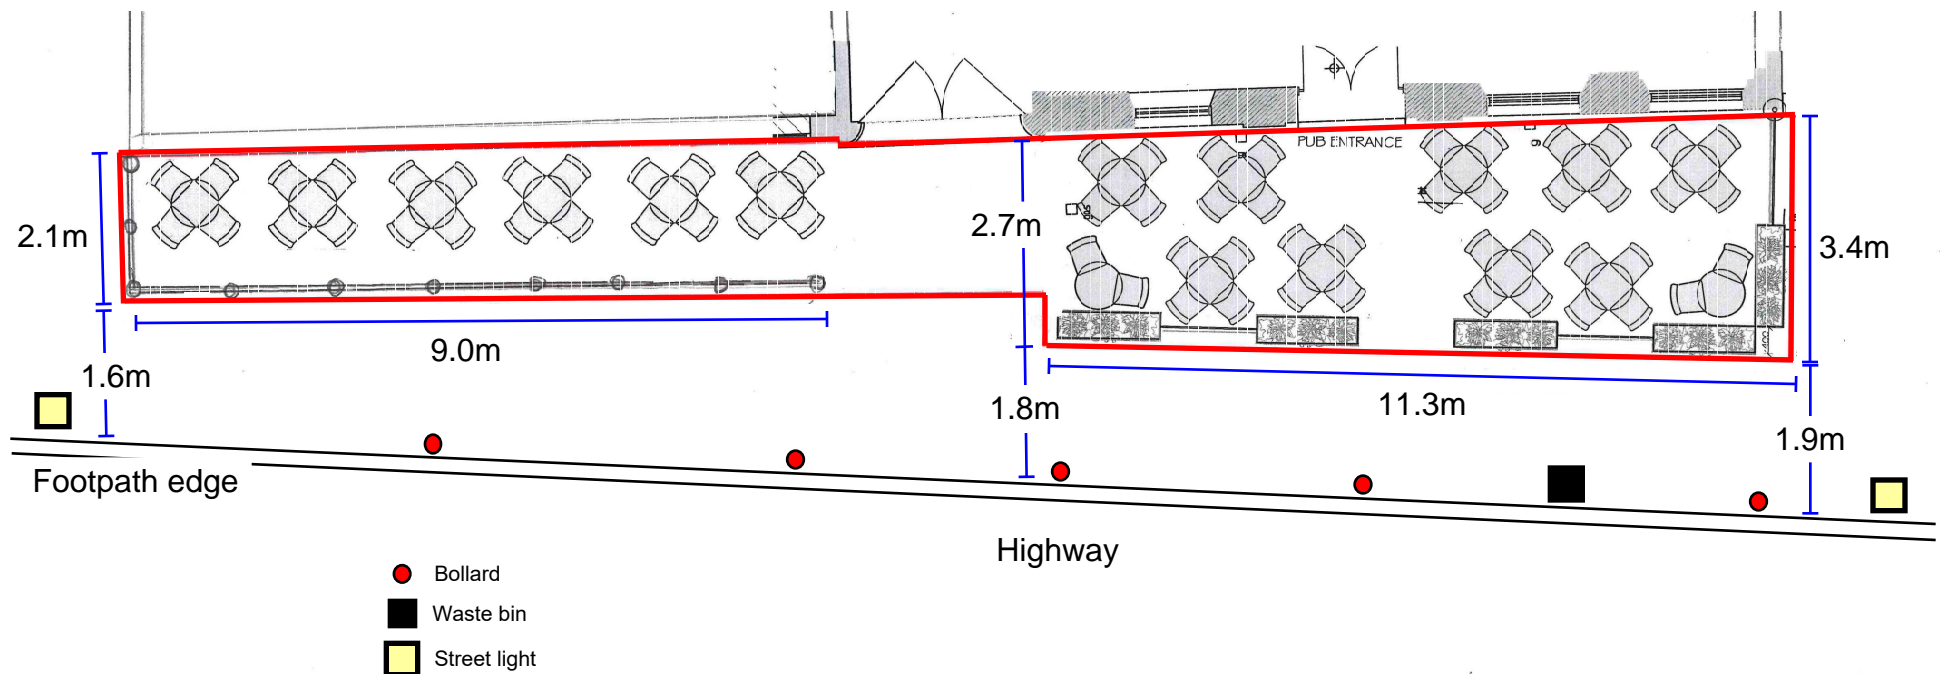 PUB ENTRANCE
2.1m
2.7m
3.4m
9.0m
1.6m
1.8m
11.3m
1.9m
Footpath edge
Highway
Bollard
Waste bin
Street light